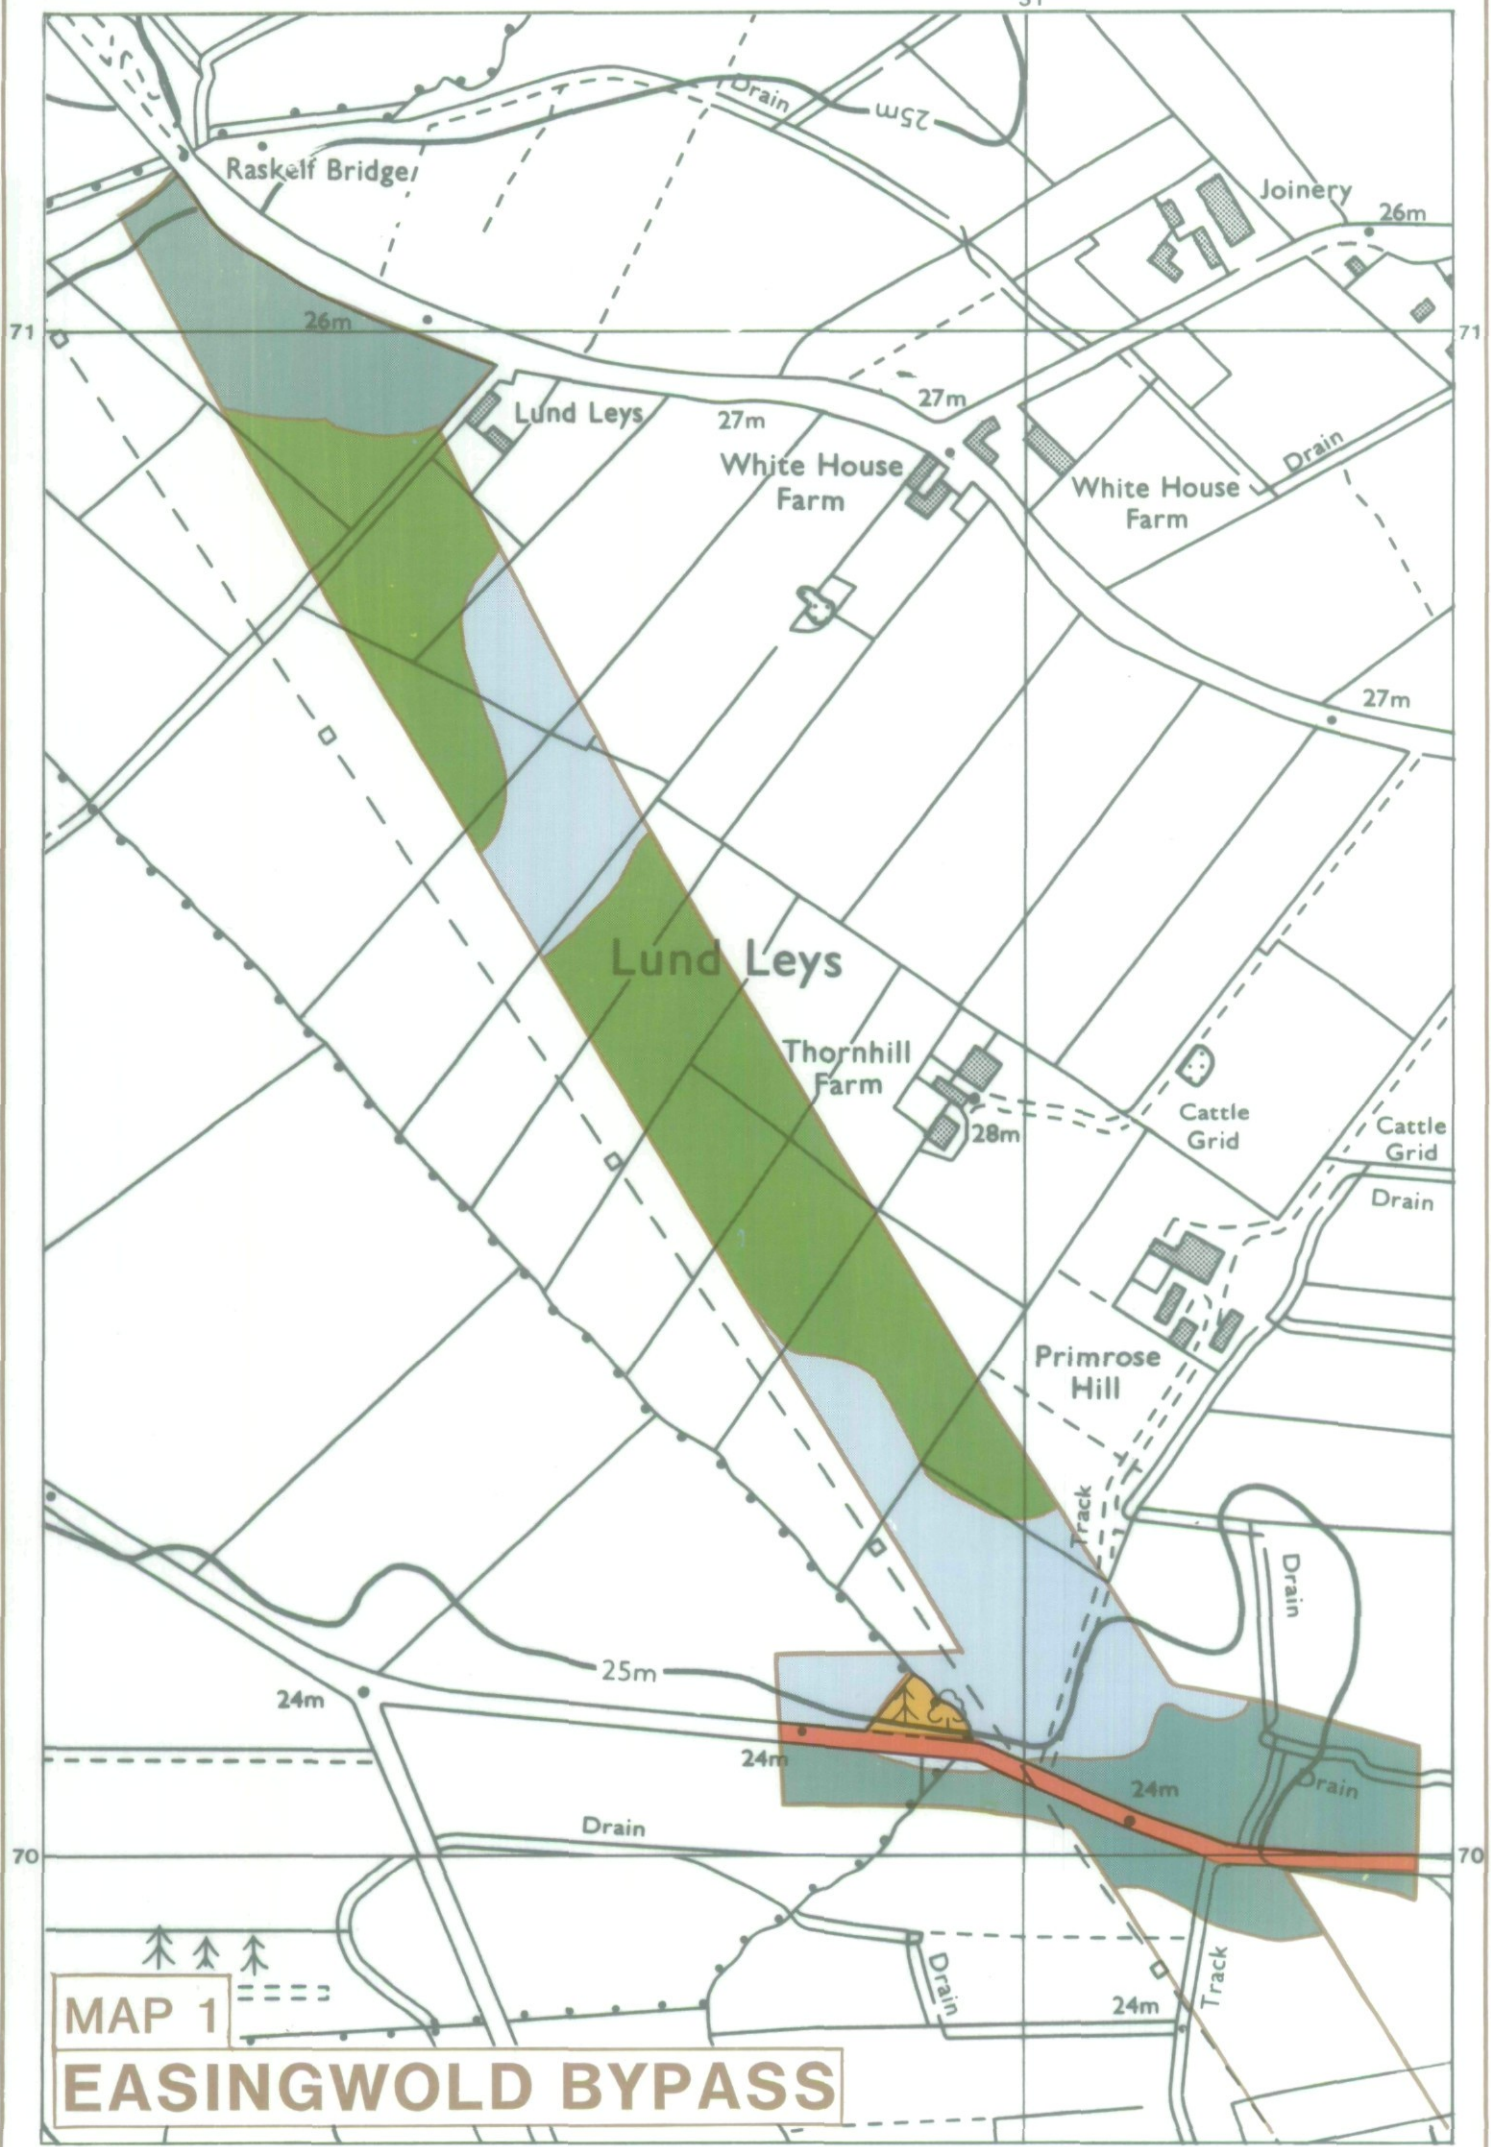 31
Drain
25m
Raskelf Bridge
Joinery
26m
71
26m
71
Lund Leys
27m
27m
White House
Farm
White House
Farm
Drain
27m
Lund Leys
Thornhill
Farm
28m
Cattle
Grid
Cattle
Grid
Drain
Primrose
Hill
Track
Drain
25m
24m
24m
24m
Drain
Drain
70
70
Drain
Track
24m
MAP 1
EASINGWOLD BYPASS